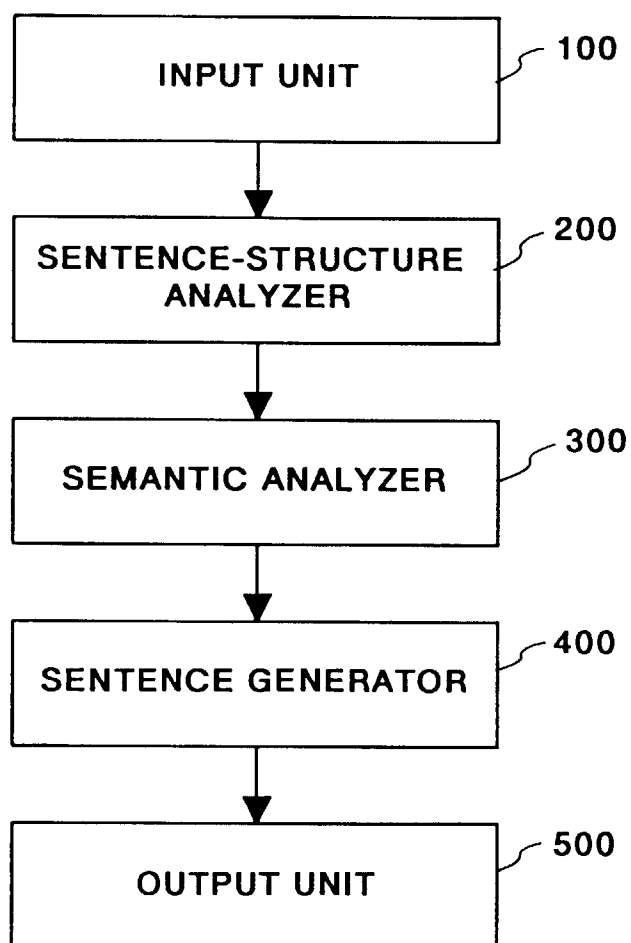 INPUT UNIT
100
SENTENCE-STRUCTURE
ANALYZER
200
SEMANTIC ANALYZER
300
SENTENCE GENERATOR
400
OUTPUT UNIT
500